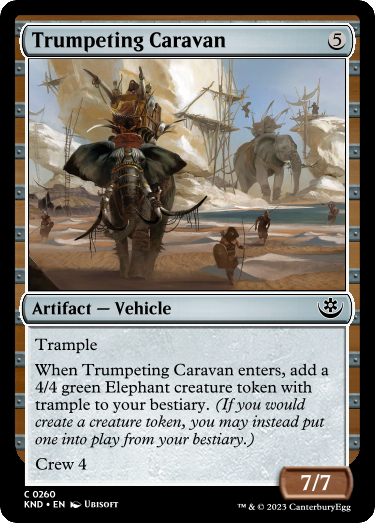 Trumpeting Caravan 5
Artifact — Vehicle
Trample
When Trumpeting Caravan enters, add a
4/4 green Elephant creature token with
trample to your bestiary. (If you would
create a creature token, you may instead put
one into play from your bestiary.)
Crew 4
7/7
C 0260
KND • EN Ubisoft
™ & © 2023 CanterburyEgg